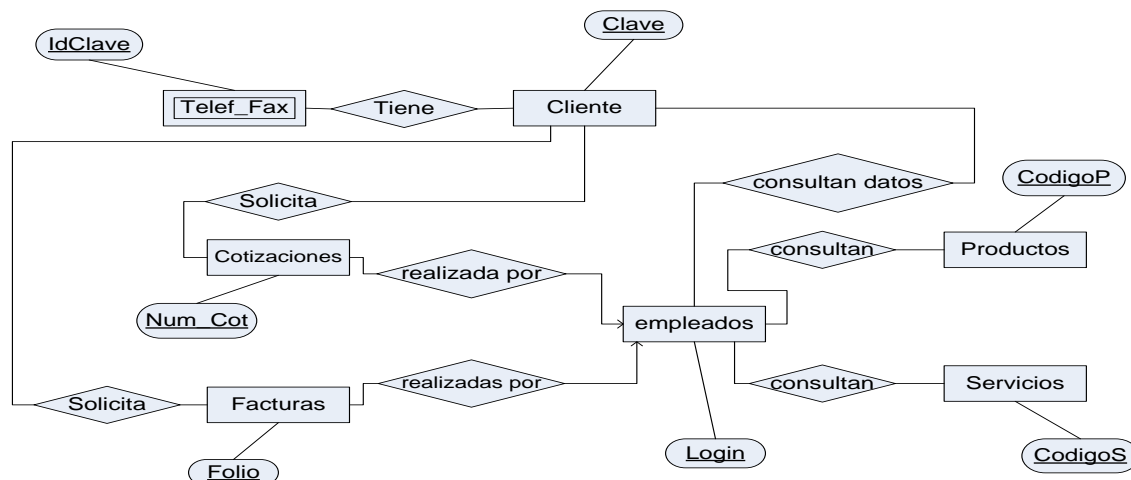 Clave
IdClave
Telef_Fax
Tiene
Cliente
consultan datos
CodigoP
Solicita
Cotizaciones
realizada por
consultan
Productos
Num_Cot
empleados
Solicita
Facturas
realizadas por
consultan
Servicios
Folio
Login
CodigoS